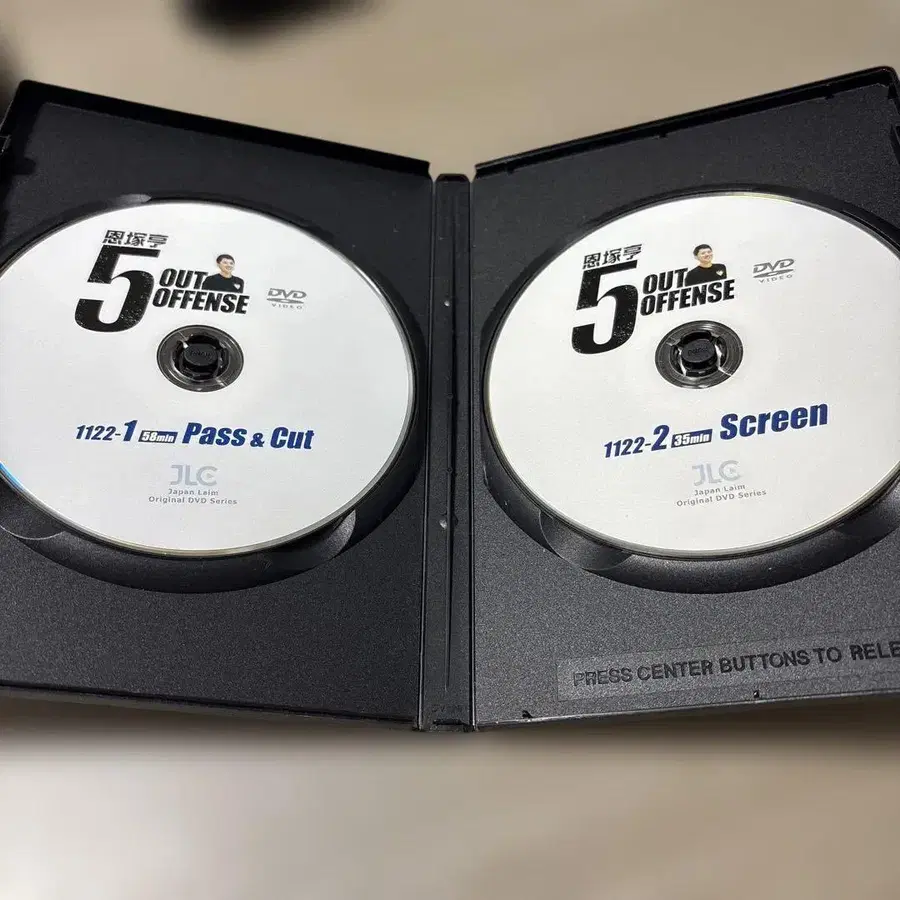 恩塚亨
5 OUT
OFFENSE
DVD
VIDEO
1122-1 56min Pass & Cut
JLC
Japan Laim
Original DVD Series
恩塚亨
5 OUT
OFFENSE
DVD
VIDEO
1122-2 35min Screen
JLC
Japan Laim
Original DVD Series
PRESS CENTER BUTTONS TO RELE